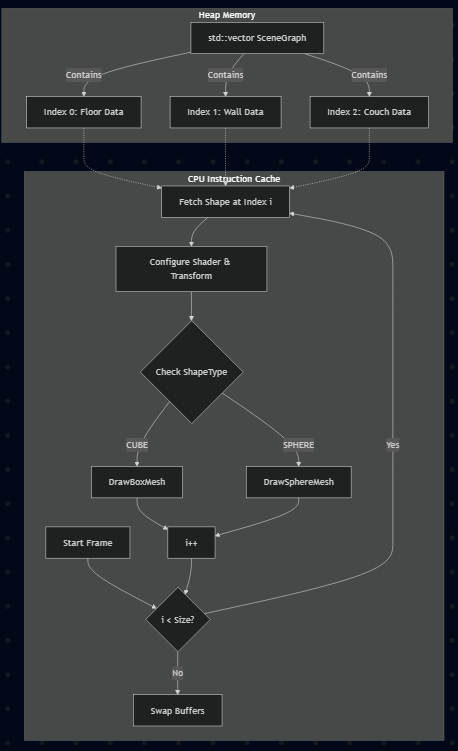 Heap Memory
std::vector SceneGraph
Contains
Contains
Contains
Index 0: Floor Data
Index 1: Wall Data
Index 2: Couch Data
CPU Instruction Cache
Fetch Shape at Index i
Configure Shader &
Transform
Check ShapeType
CUBE
SPHERE
Yes
DrawBoxMesh
DrawSphereMesh
Start Frame
i++
i < Size?
No
Swap Buffers